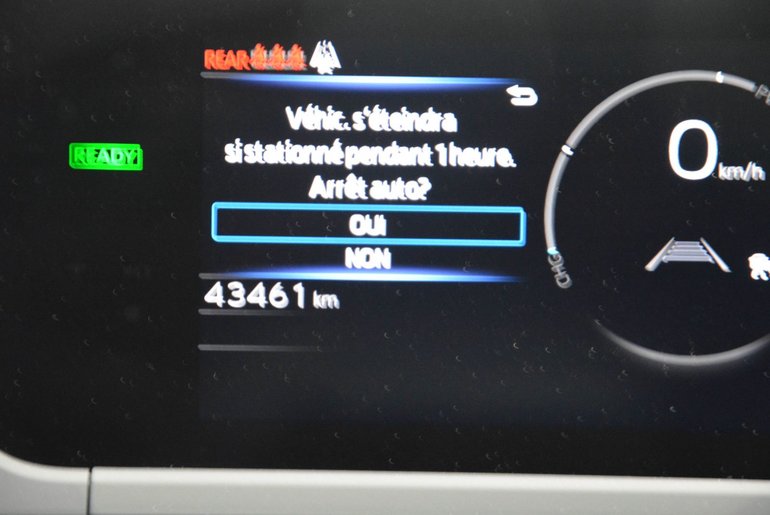 REAR
Véhic. s'éteindra
si stationné pendant 1 heure.
Arrêt auto?
OUI
NON
43461 km
READY
0 km/h
CHG